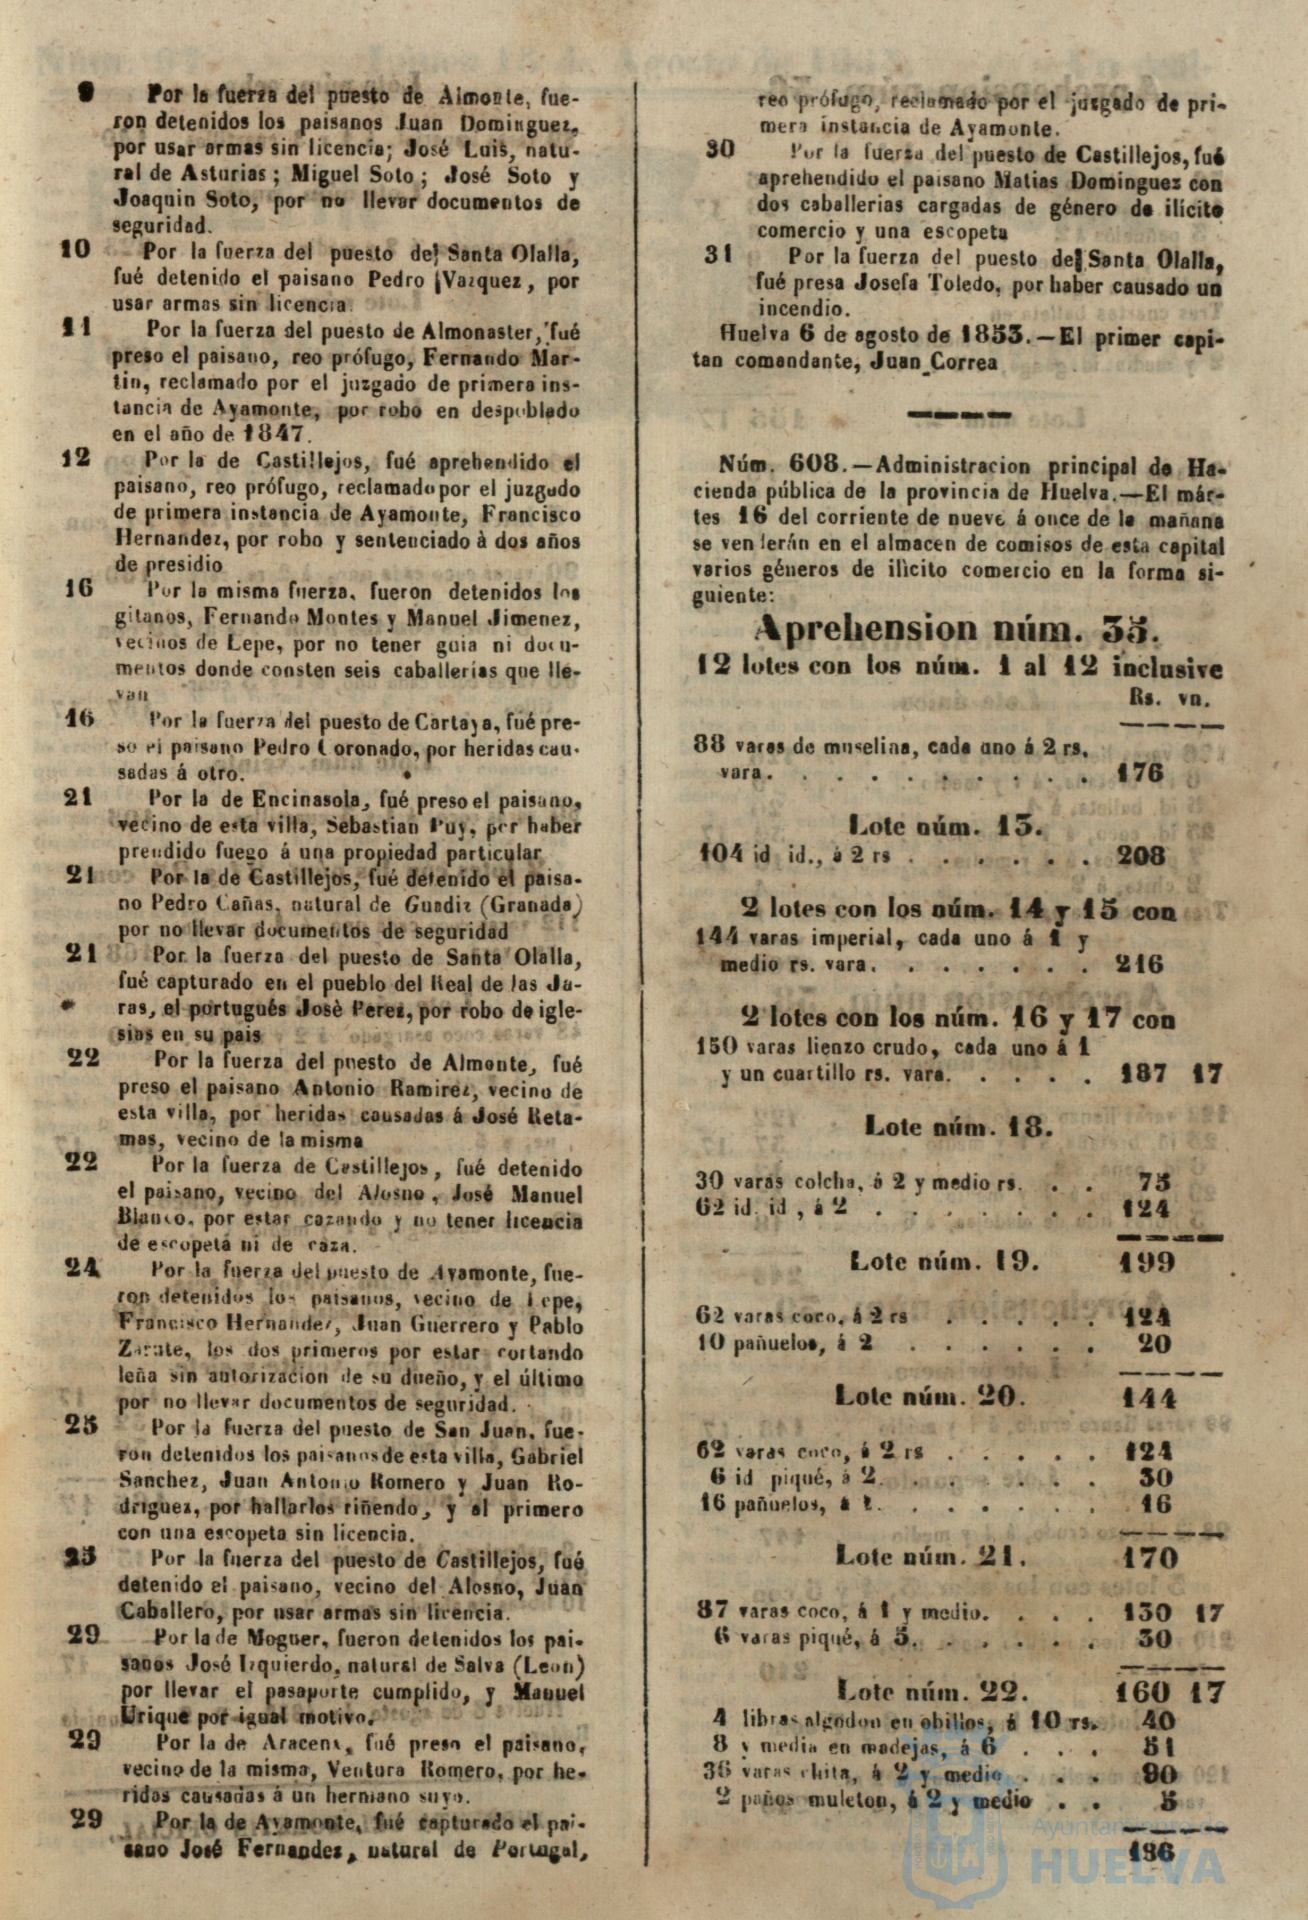 9 Por la fuerza del puesto de Almonte, fue-
ron detenidos los paisanos Juan Dominguez,
por usar armas sin licencia; José Luis, natu-
ral de Asturias; Miguel Soto; José Soto y
Joaquin Soto, por no llevar documentos de
seguridad.
10 Por la fuerza del puesto de Santa Olalla,
fué detenido el paisano Pedro Vazquez, por
usar armas sin licencia.
11 Por la fuerza del puesto de Almonaster, fué
preso el paisano, reo prófugo, Fernando Mar-
tin, reclamado por el juzgado de primera ins-
tancia de Ayamonte, por robo en despoblado
en el año de 1847.
12 Por la de Castillejos, fué aprehendido el
paisano, reo prófugo, reclamado por el juzgado
de primera instancia de Ayamonte, Francisco
Hernandez, por robo y sentenciado à dos años
de presidio
16 Por la misma fuerza, fueron detenidos los
gitanos, Fernando Montes y Manuel Jimenez,
vecinos de Lepe, por no tener guia ni docu-
mentos donde consten seis caballerías que lle-
van
16 Por la fuerza del puesto de Cartaya, fué pre-
so el paisano Pedro Coronado, por heridas cau-
sadas á otro.
21 Por la de Encinasola, fué preso el paisano,
vecino de esta villa, Sebastian Puy, por haber
prendido fuego á una propiedad particular
21 Por la de Castillejos, fué detenido el paisa-
no Pedro Cañas, natural de Guadiz (Granada)
por no llevar documentos de seguridad
21 Por la fuerza del puesto de Santa Olalla,
fué capturado en el pueblo del Real de las Ja-
ras, el portugués Josè Perez, por robo de igle-
sias en su pais
22 Por la fuerza del puesto de Almonte, fué
preso el paisano Antonio Ramirez, vecino de
esta villa, por heridas causadas á José Reta-
mas, vecino de la misma
22 Por la fuerza de Castillejos, fué detenido
el paisano, vecino del Alosno, José Manuel
Blanco, por estar cazando y no tener licencia
de escopeta ni de caza.
24 Por la fuerza del puesto de Ayamonte, fue-
ron detenidos los paisanos, vecino de Lepe,
Francisco Hernandez, Juan Guerrero y Pablo
Zarate, los dos primeros por estar cortando
leña sin autorizacion de su dueño, y el último
por no llevar documentos de seguridad.
25 Por la fuerza del puesto de San Juan, fue-
ron detenidos los paisanos de esta villa, Gabriel
Sanchez, Juan Antonio Romero y Juan Ro-
driguez, por hallarlos riñendo, y al primero
con una escopeta sin licencia.
25 Por la fuerza del puesto de Castillejos, fué
detenido el paisano, vecino del Alosno, Juan
Caballero, por usar armas sin licencia.
29 Por la de Moguer, fueron detenidos los pai-
sanos José Izquierdo, natural de Salva (Leon)
por llevar el pasaporte cumplido, y Manuel
Urique por igual motivo.
29 Por la de Aracena, fué preso el paisano,
vecino de la misma, Ventura Romero, por he-
ridas causadas á un hermano suyo.
29 Por la de Ayamonte, fué capturado el pai-
sano José Fernandez, natural de Portugal,
reo prófugo, reclamado por el juzgado de pri-
mera instancia de Ayamonte.
30 Por la fuerza del puesto de Castillejos, fué
aprehendido el paisano Matias Dominguez con
dos caballerias cargadas de género de ilícito
comercio y una escopeta
31 Por la fuerza del puesto de Santa Olalla,
fué presa Josefa Toledo, por haber causado un
incendio.
Huelva 6 de agosto de 1853.—El primer capi-
tan comandante, Juan Correa
Núm. 608.—Administracion principal de Ha-
cienda pública de la provincia de Huelva.—El már-
tes 16 del corriente de nueve á once de la mañana
se venderán en el almacen de comisos de esta capital
varios géneros de ilìcito comercio en la forma si-
guiente:
Aprehension núm. 35.
12 lotes con los núm. 1 al 12 inclusive
Rs. vn.
88 varas de muselina, cada uno á 2 rs.
vara. . . . . . . . . . 176
Lote núm. 13.
104 id id., á 2 rs . . . . . . . 208
2 lotes con los núm. 14 y 15 con
144 varas imperial, cada uno á 1 y
medio rs. vara. . . . . . . . 216
2 lotes con los núm. 16 y 17 con
150 varas lienzo crudo, cada uno á 1
y un cuartillo rs. vara. . . . . 187 17
Lote núm. 18.
30 varas colcha, á 2 y medio rs. . . 75
62 id. id, á 2 . . . . . . . 124
199
Lote núm. 19.
62 varas coco, á 2 rs . . . . . 124
10 pañuelos, á 2 . . . . . . 20
144
Lote núm. 20.
62 varas coco, á 2 rs . . . . . 124
6 id piqué, á 2. . . . . . . 30
16 pañuelos, á 1. . . . . . . 16
170
Lote núm. 21.
87 varas coco, á 1 y medio. . . . 130 17
6 varas piqué, á 5. . . . . . 30
160 17
Lote núm. 22.
4 libras algodon en obillos, á 10 rs. 40
8 y media en madejas, á 6 . . . 51
36 varas chita, á 2 y medio . . . 90
2 paños muleton, á 2 y medio . . 5
186
Ayuntamiento
HUELVA